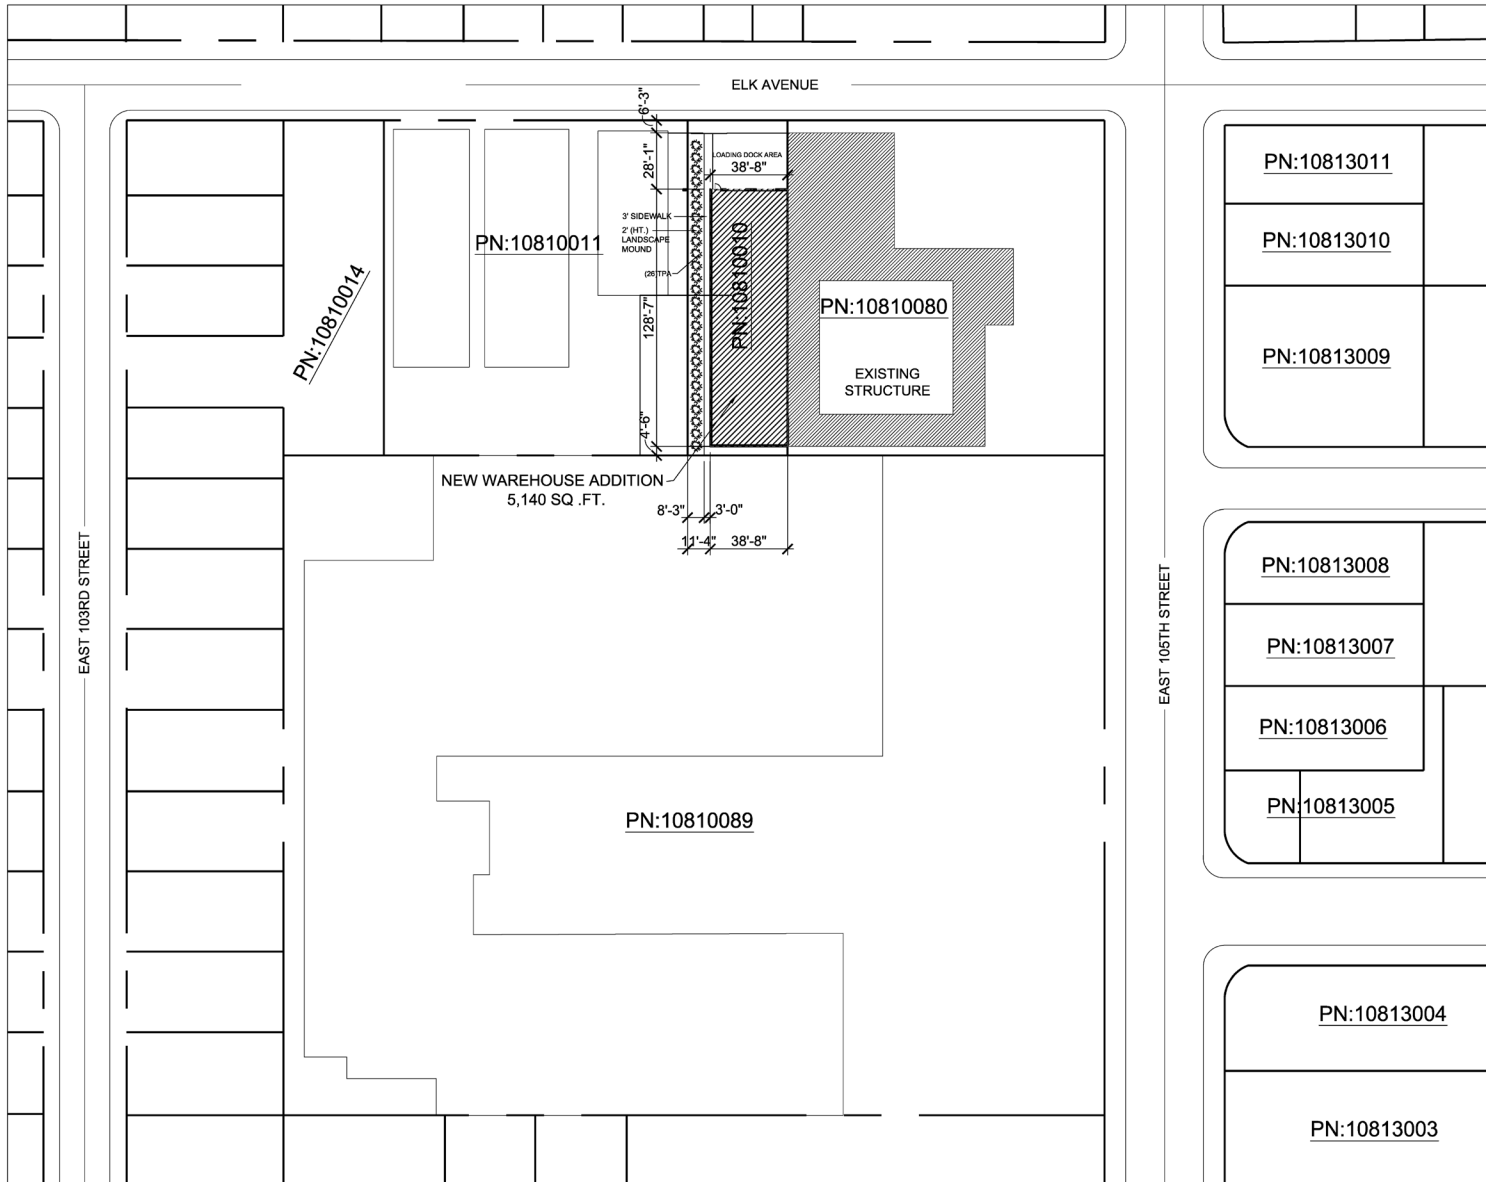 ELK AVENUE
6'-3"
28'-1"
LOADING DOCK AREA
38'-8"
PN:10813011
3' SIDEWALK
2' (HT.)
LANDSCAPE
MOUND
PN:10810011
PN:10810010
PN:10813010
(26)TPA
PN:10810014
128'-7"
PN:10810080
PN:10813009
EXISTING
STRUCTURE
4'-6"
NEW WAREHOUSE ADDITION
5,140 SQ .FT.
8'-3"
3'-0"
11'-4"
38'-8"
EAST 103RD STREET
EAST 105TH STREET
PN:10813008
PN:10813007
PN:10813006
PN:10813005
PN:10810089
PN:10813004
PN:10813003